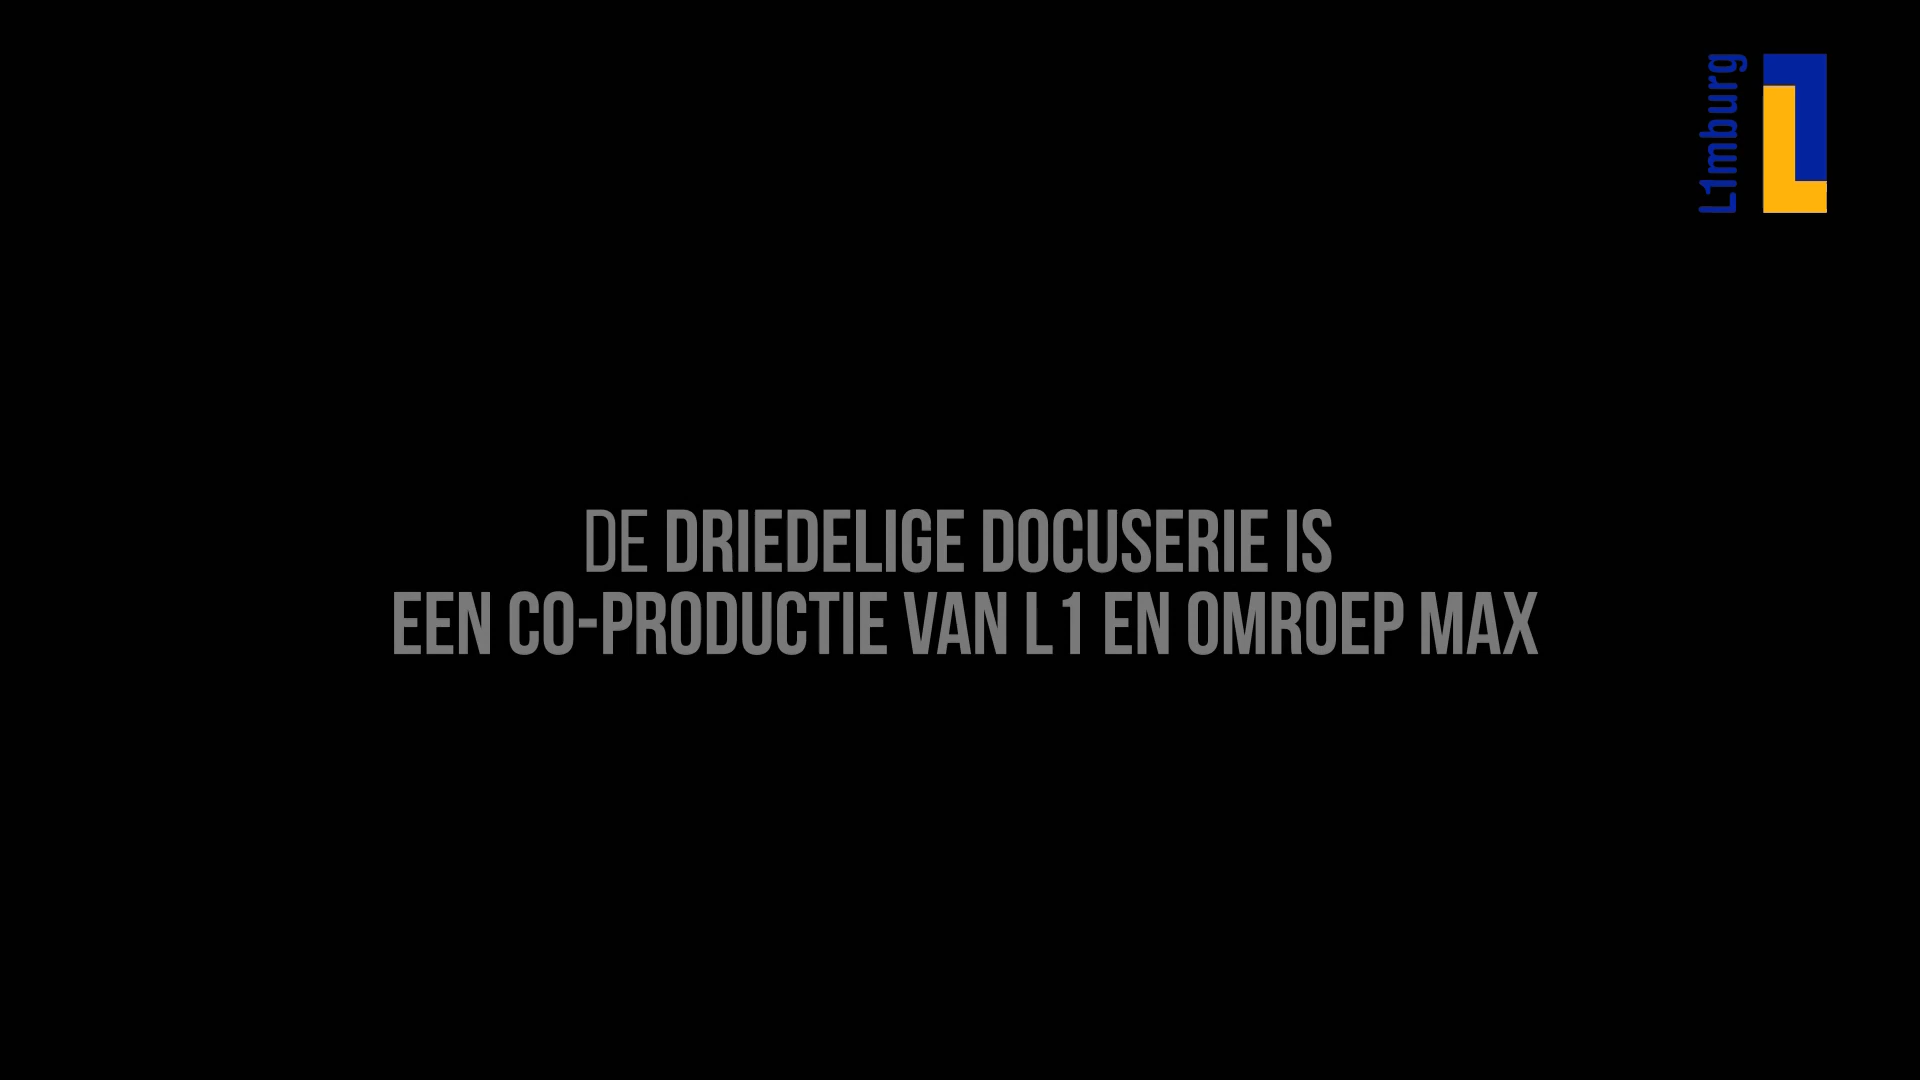 L1mburg
DE DRIEDELIGE DOCUSERIE IS
EEN CO-PRODUCTIE VAN L1 EN OMROEP MAX